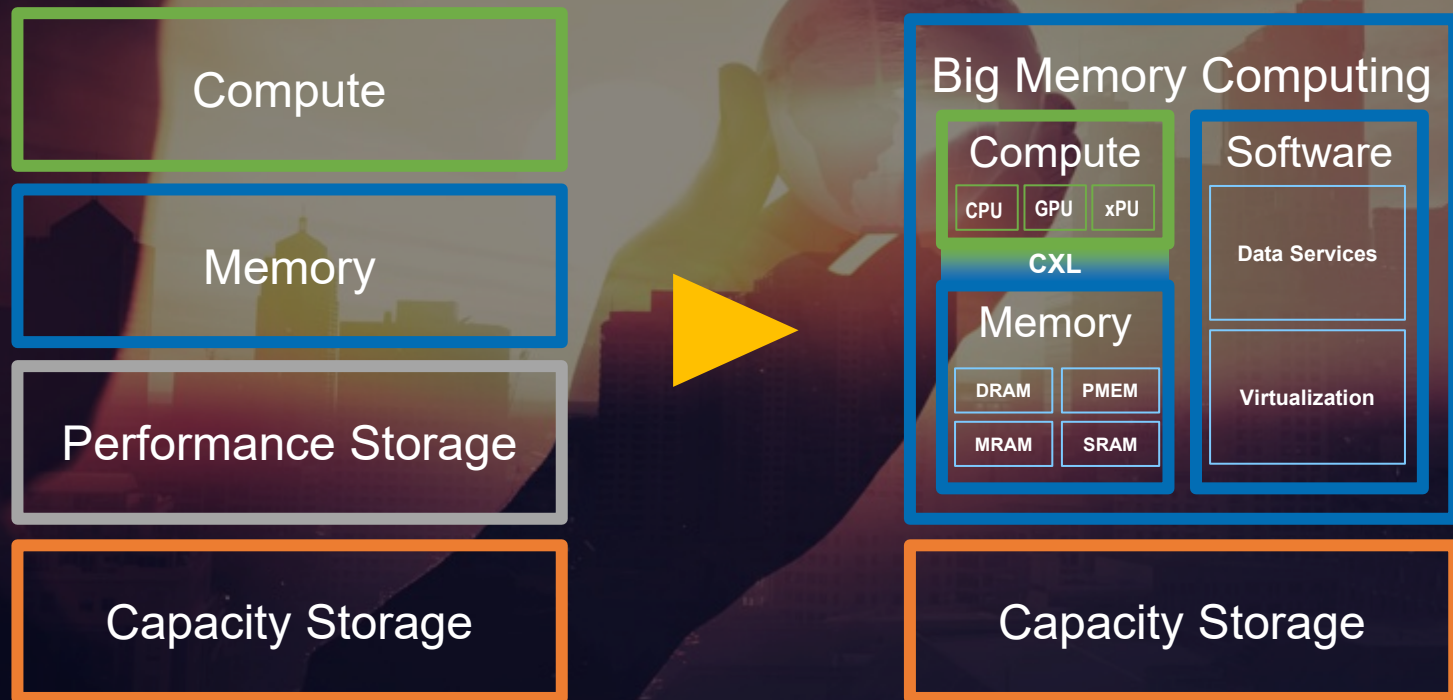 Compute
Memory
Performance Storage
Capacity Storage
Big Memory Computing
Compute
CPU GPU xPU
CXL
Memory
DRAM PMEM
MRAM SRAM
Software
Data Services
Virtualization
Capacity Storage